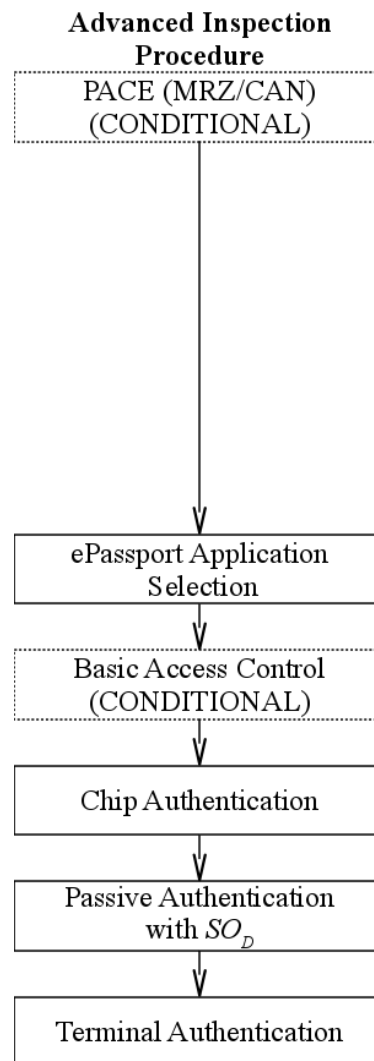 Advanced Inspection
Procedure
PACE (MRZ/CAN)
(CONDITIONAL)
ePassport Application
Selection
Basic Access Control
(CONDITIONAL)
Chip Authentication
Passive Authentication
with SO_D
Terminal Authentication